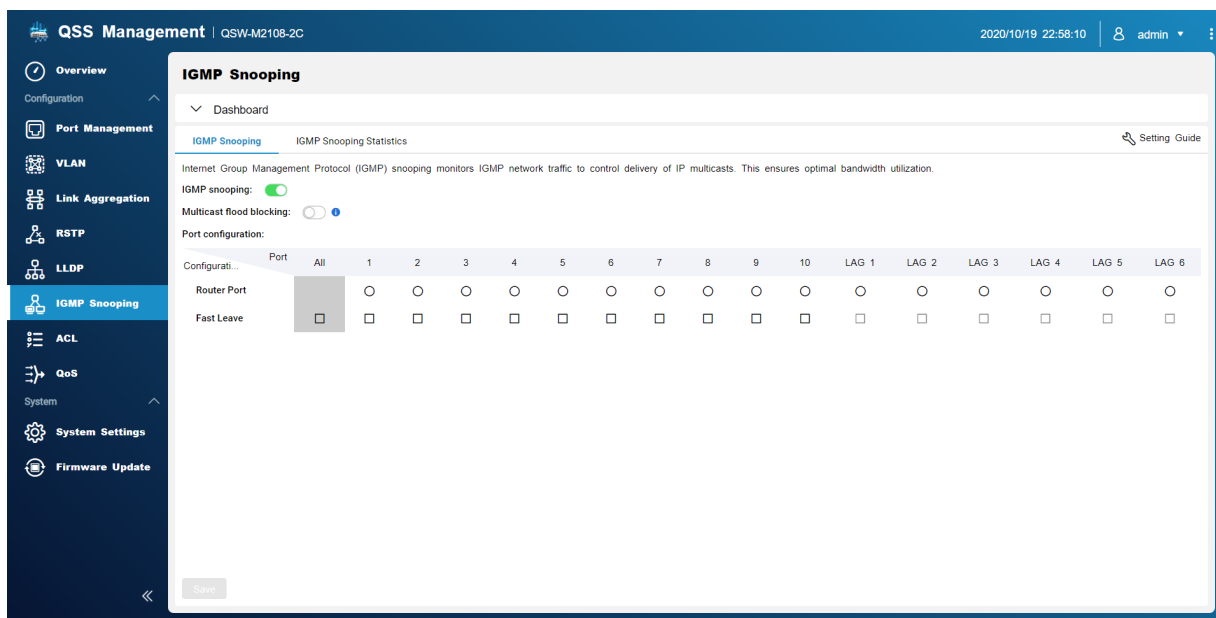 QSS Management | QSW-M2108-2C
2020/10/19 22:58:10
admin
Overview
Configuration
Port Management
VLAN
Link Aggregation
RSTP
LLDP
IGMP Snooping
ACL
QoS
System
System Settings
Firmware Update
IGMP Snooping
Dashboard
IGMP Snooping IGMP Snooping Statistics
Setting Guide
Internet Group Management Protocol (IGMP) snooping monitors IGMP network traffic to control delivery of IP multicasts. This ensures optimal bandwidth utilization.
IGMP snooping:
Multicast flood blocking:
Port configuration:
Configurati... Port All 1 2 3 4 5 6 7 8 9 10 LAG 1 LAG 2 LAG 3 LAG 4 LAG 5 LAG 6
Router Port
Fast Leave
Save